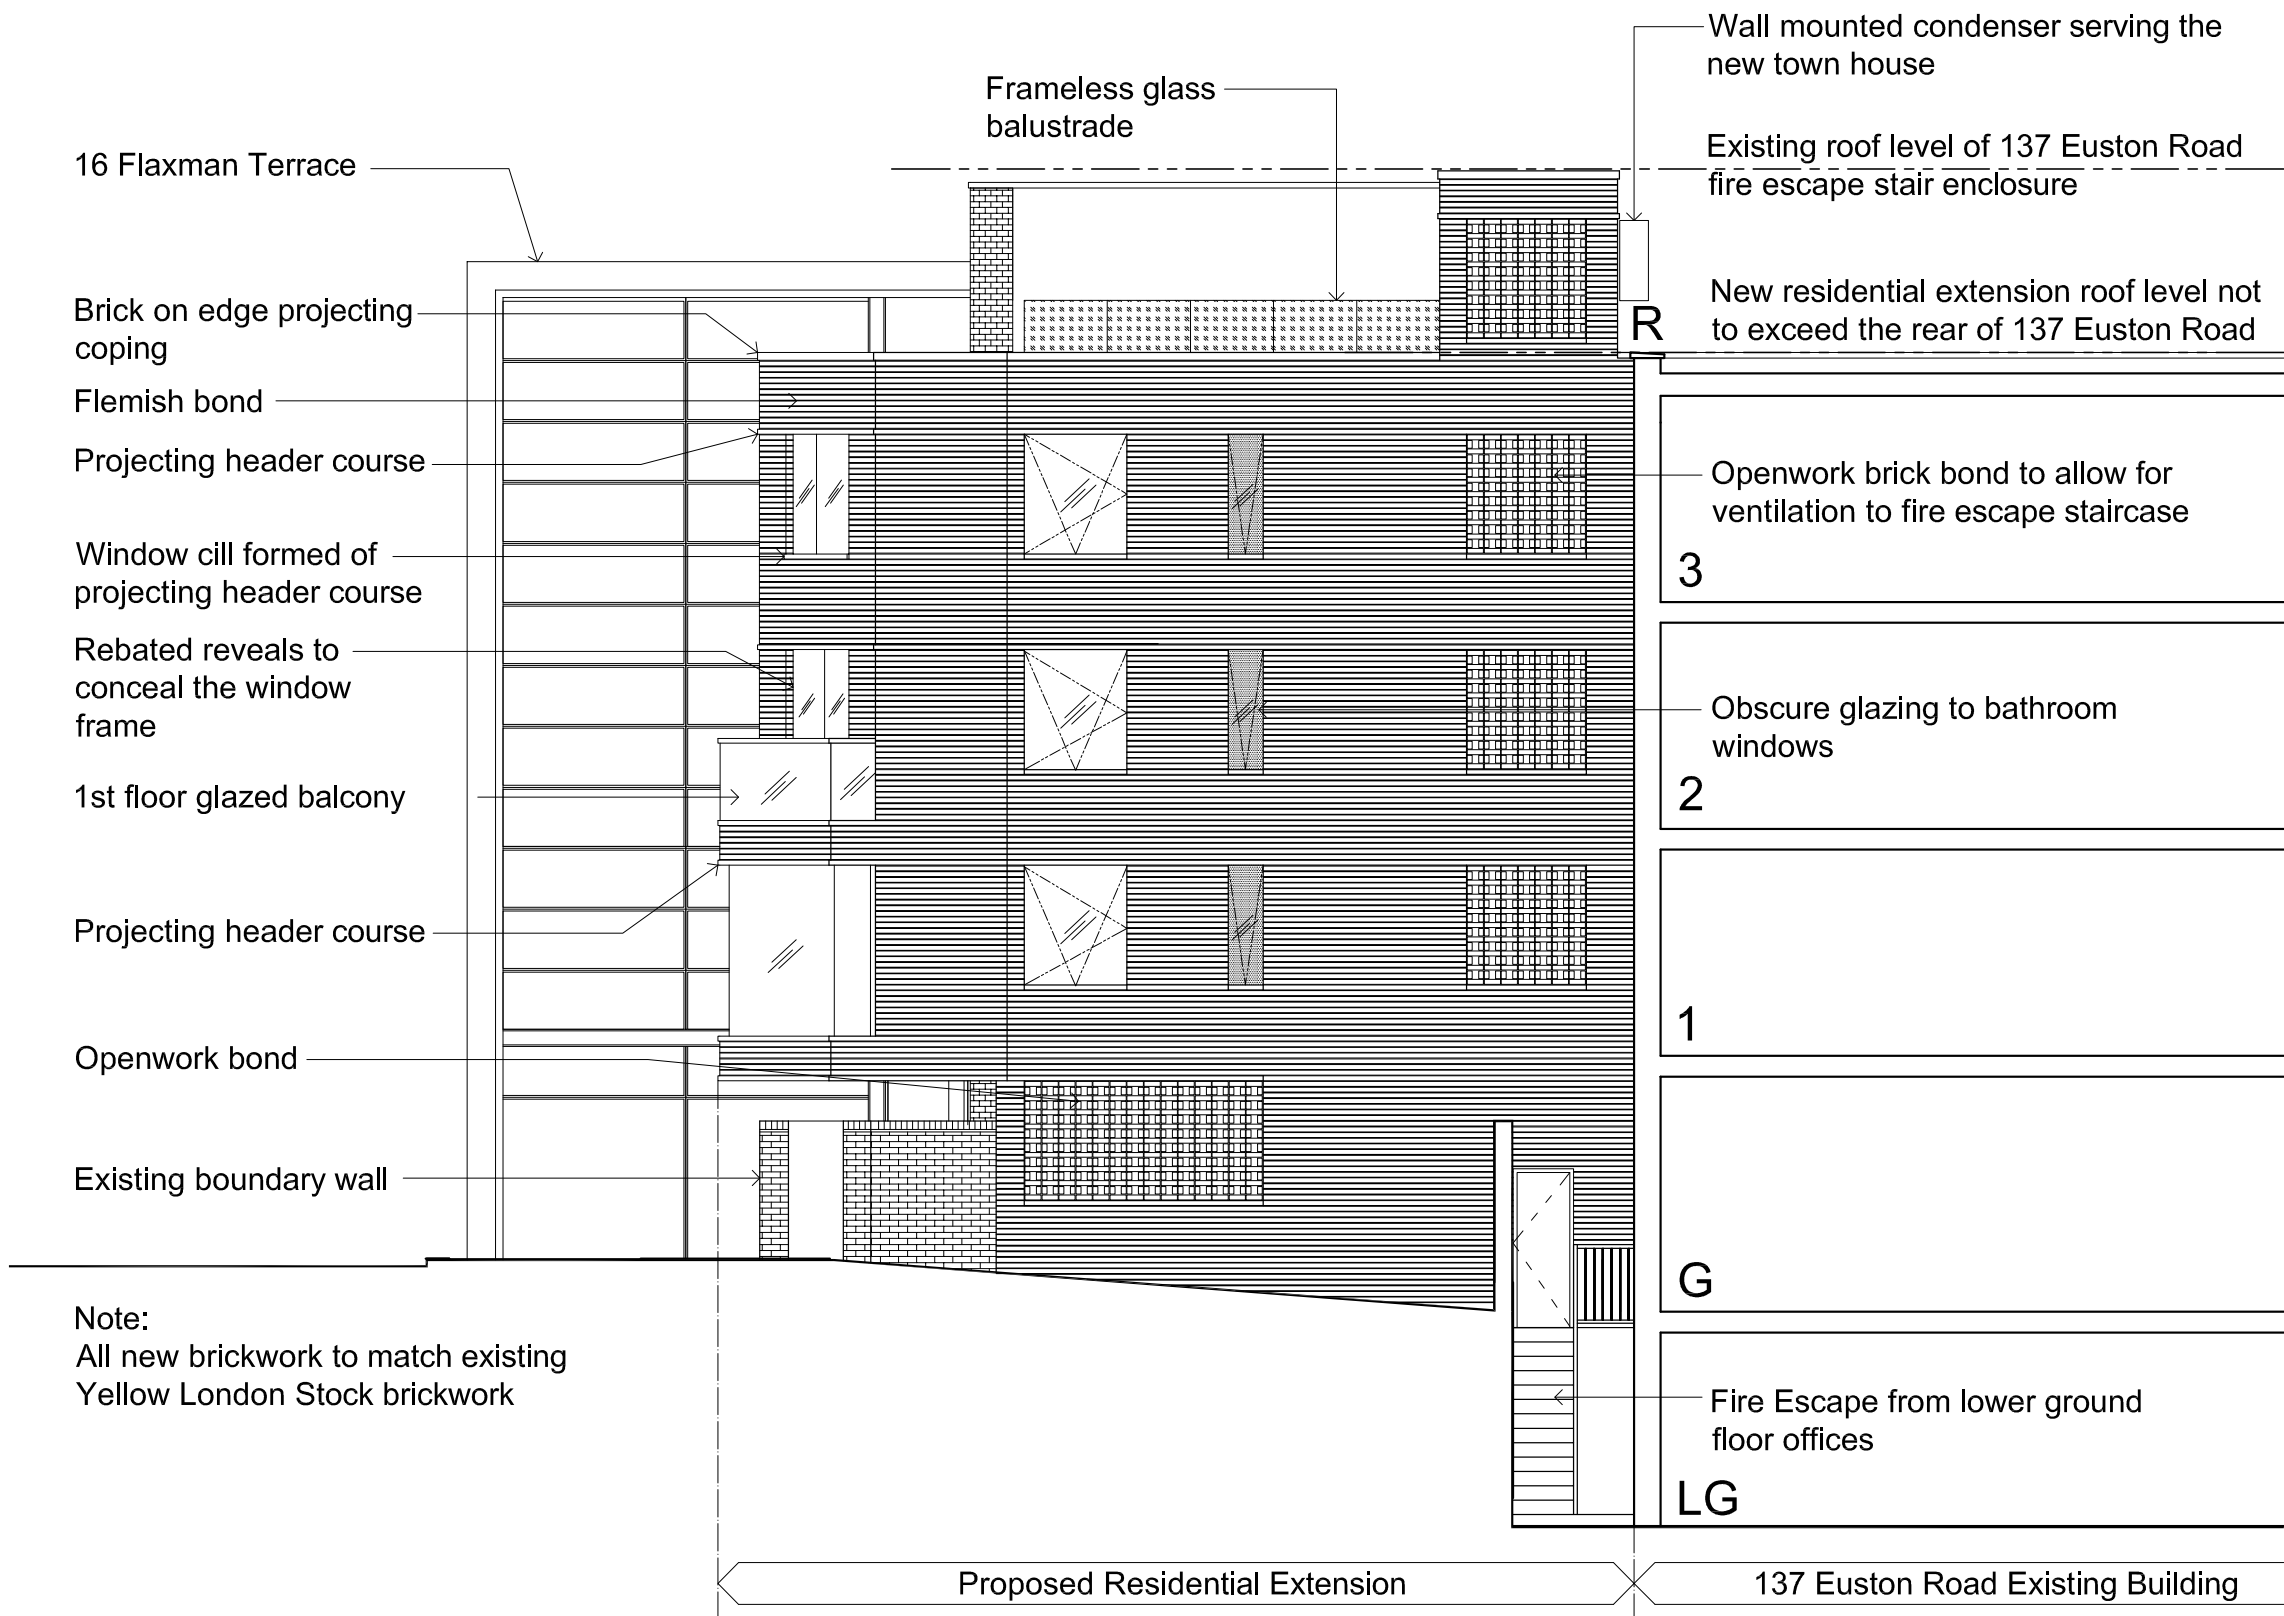 Wall mounted condenser serving the
new town house
Frameless glass
balustrade
Existing roof level of 137 Euston Road
fire escape stair enclosure
16 Flaxman Terrace
New residential extension roof level not
to exceed the rear of 137 Euston Road
R
Brick on edge projecting
coping
Flemish bond
Projecting header course
Openwork brick bond to allow for
ventilation to fire escape staircase
3
Window cill formed of
projecting header course
Rebated reveals to
conceal the window
frame
Obscure glazing to bathroom
windows
2
1st floor glazed balcony
Projecting header course
1
Openwork bond
Existing boundary wall
G
Note:
All new brickwork to match existing
Yellow London Stock brickwork
Fire Escape from lower ground
floor offices
LG
Proposed Residential Extension
137 Euston Road Existing Building